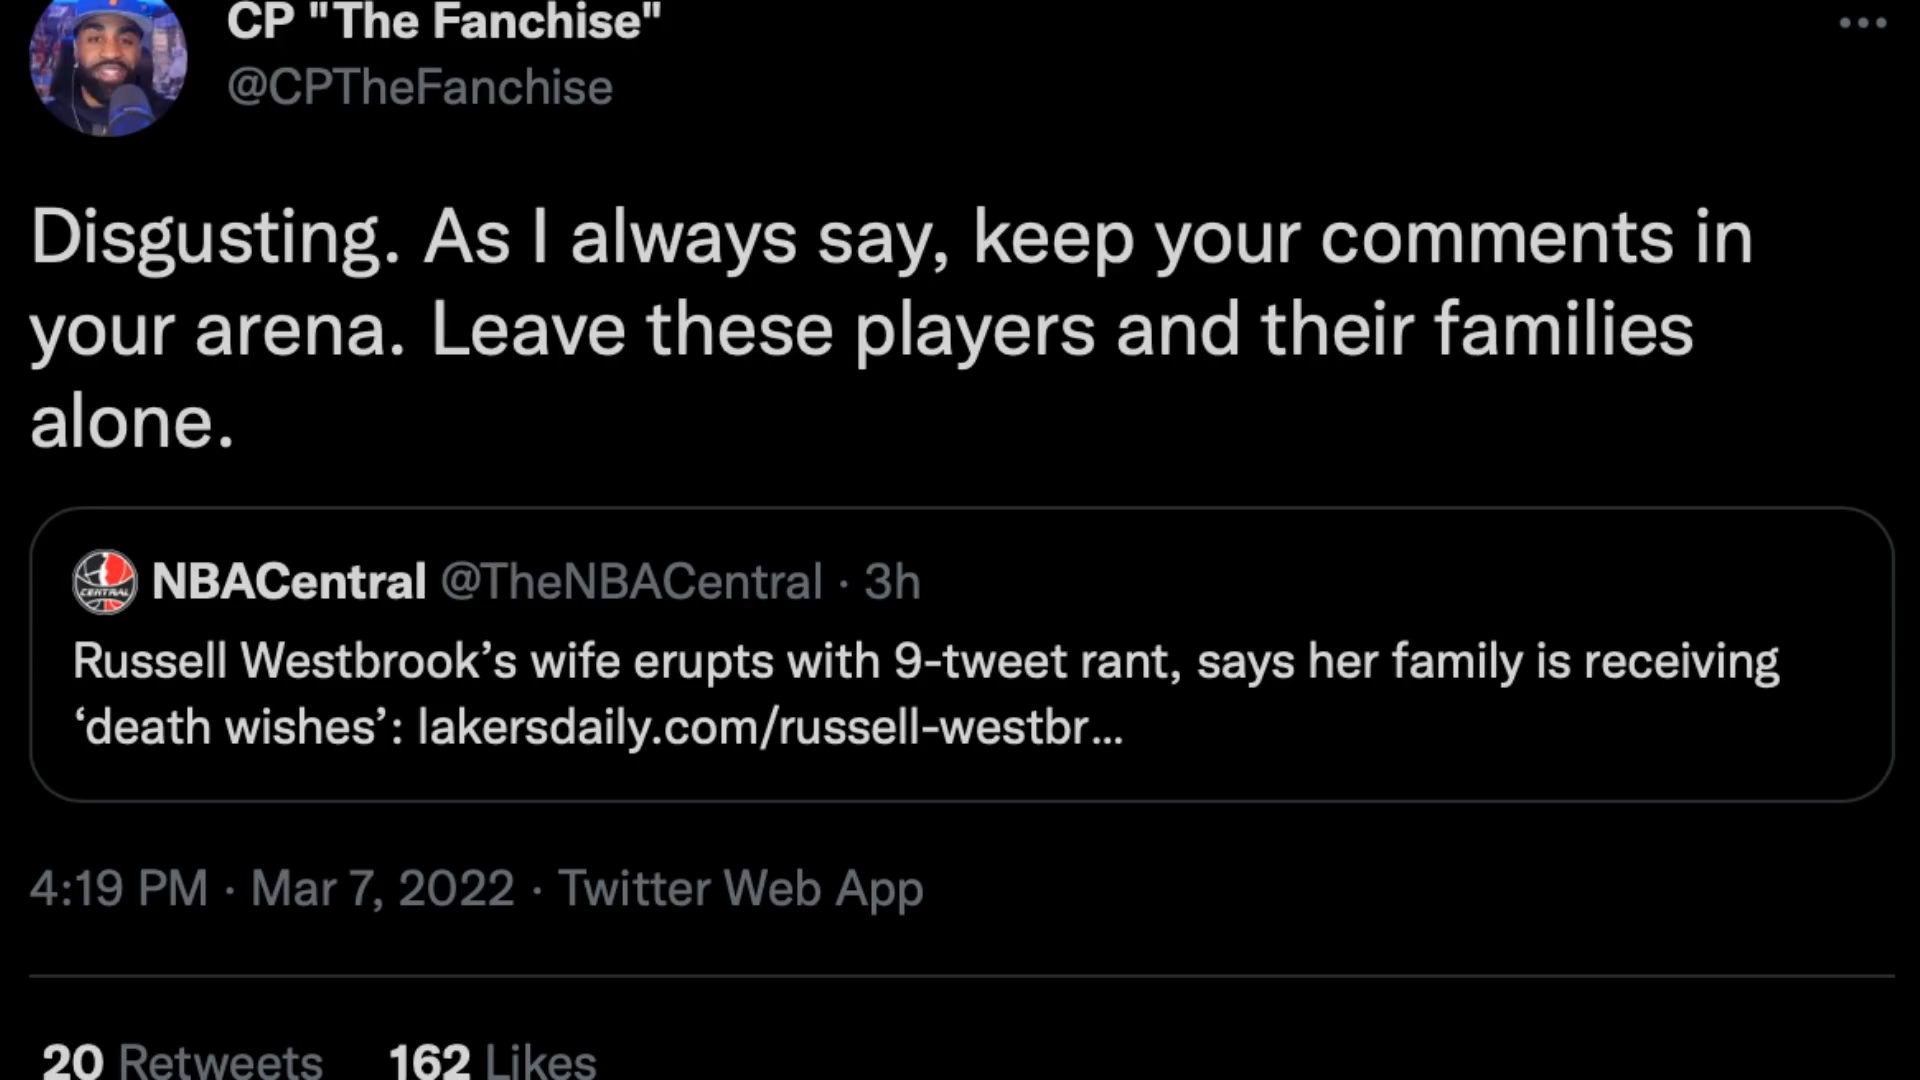 CP "The Fanchise"
@CPTheFanchise
Disgusting. As I always say, keep your comments in
your arena. Leave these players and their families
alone.
CENTRAL
NBACentral @TheNBACentral · 3h
Russell Westbrook’s wife erupts with 9-tweet rant, says her family is receiving
‘death wishes’: lakersdaily.com/russell-westbr...
4:19 PM · Mar 7, 2022 · Twitter Web App
20 Retweets 162 Likes